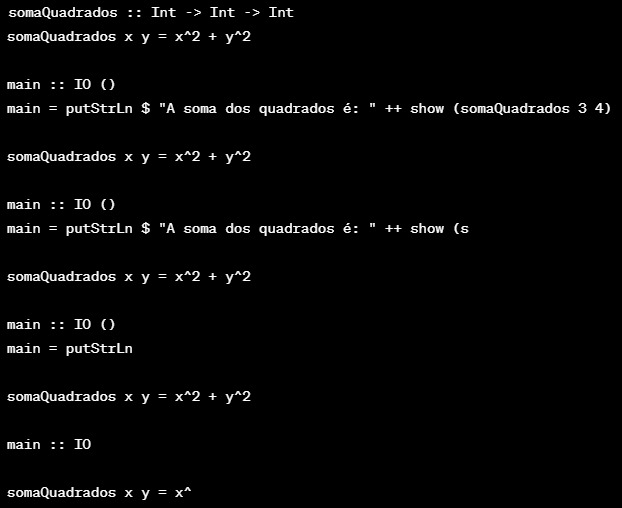 somaQuadrados :: Int -> Int -> Int
somaQuadrados x y = x^2 + y^2
main :: IO ()
main = putStrLn $ "A soma dos quadrados é: " ++ show (somaQuadrados 3 4)
somaQuadrados x y = x^2 + y^2
main :: IO ()
main = putStrLn $ "A soma dos quadrados é: " ++ show (s
somaQuadrados x y = x^2 + y^2
main :: IO ()
main = putStrLn
somaQuadrados x y = x^2 + y^2
main :: IO
somaQuadrados x y = x^